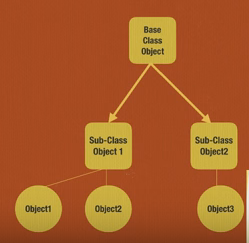 Base
Class
Object
Sub-Class
Object 1
Sub-Class
Object2
Object1
Object2
Object3